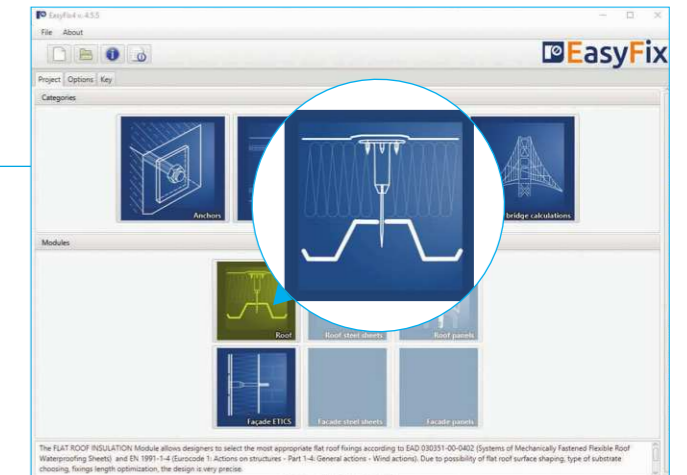 EasyFix4 v. 4.5.5
File About
EasyFix
Project Options Key
Categories
Anchors
bridge calculations
Modules
Roof
Roof steel sheets
Roof panels
Façade ETICS
Facade steel sheets
Facade panels
The FLAT ROOF INSULATION Module allows designers to select the most appropriate flat roof fixings according to EAD 030351-00-0402 (Systems of Mechanically Fastened Flexible Roof
Waterproofing Sheets) and EN 1991-1-4 (Eurocode 1: Actions on structures - Part 1-4: General actions - Wind actions). Due to possibility of flat roof surface shaping, type of substrate
choosing, fixings length optimization, the design is very precise.